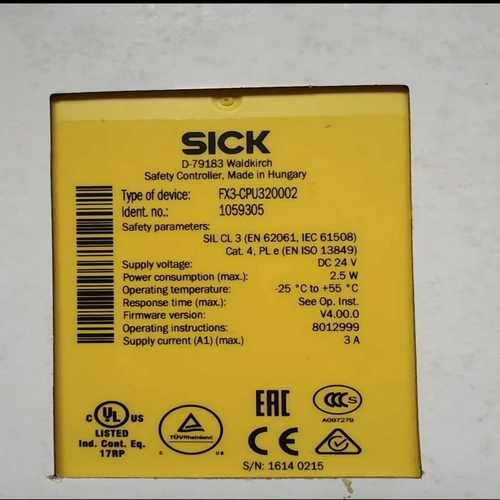 SICK
D-79183 Waldkirch
Safety Controller, Made in Hungary
Type of device: FX3-CPU320002
Ident. no.: 1059305
Safety parameters:
SIL CL 3 (EN 62061, IEC 61508)
Cat. 4, PL e (EN ISO 13849)
Supply voltage: DC 24 V
Power consumption (max.): 2.5 W
Operating temperature: -25 °C to +55 °C
Response time (max.): See Op. Inst.
Firmware version: V4.00.0
Operating instructions: 8012999
Supply current (A1) (max.) 3 A
C UL US
LISTED
Ind. Cont. Eq.
17RP
TÜVRheinland
C US
EAC
CCC S
A097279
CE
S/N: 1614 0215